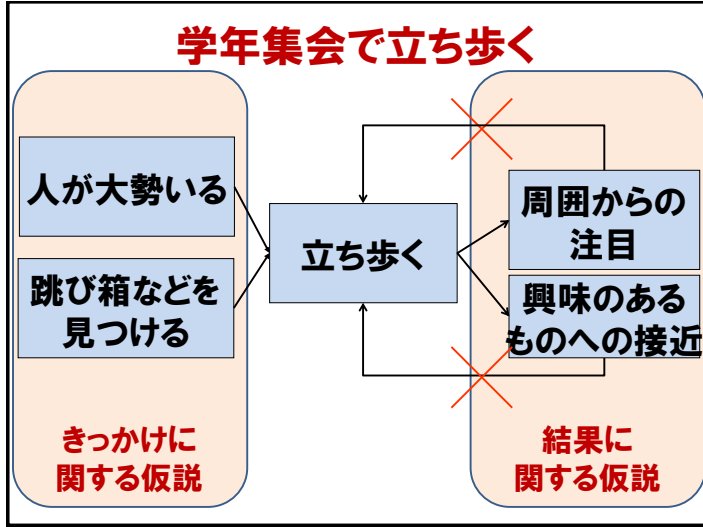 学年集会で立ち歩く
人が大勢いる
跳び箱などを
見つける
きっかけに
関する仮説
立ち歩く
周囲からの
注目
興味のある
ものへの接近
結果に
関する仮説